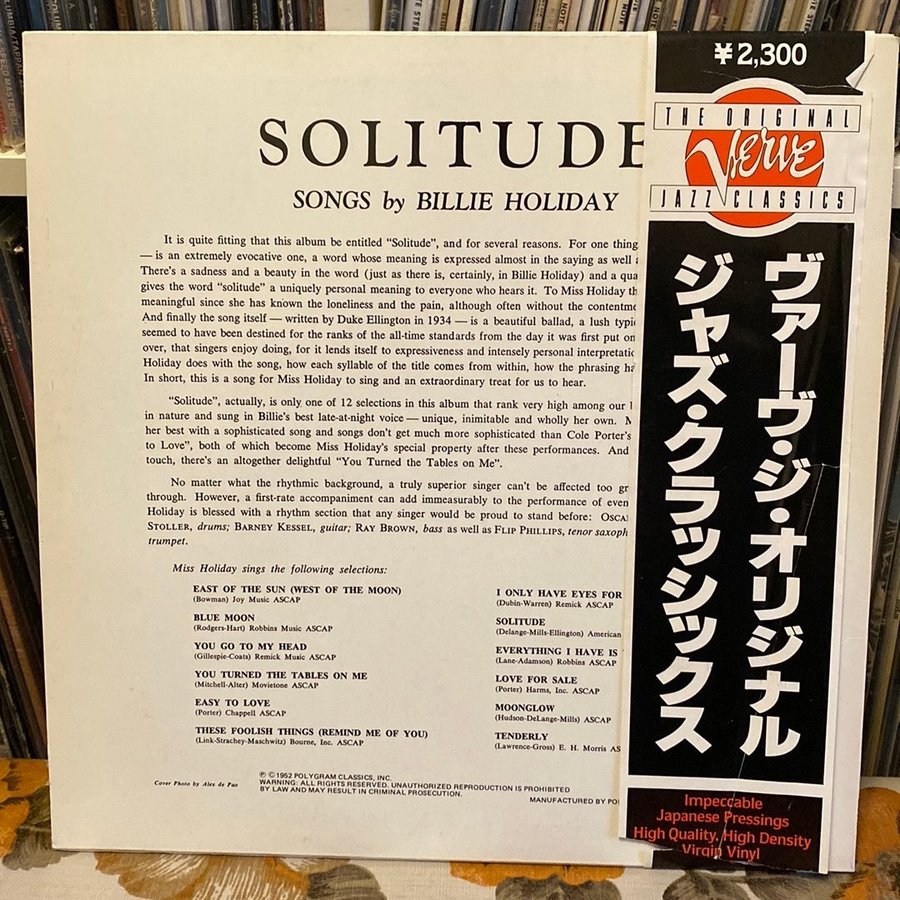 SOLITUDE
SONGS by BILLIE HOLIDAY
It is quite fitting that this album be entitled "Solitude", and for several reasons. For one thing
— is an extremely evocative one, a word whose meaning is expressed almost in the saying as well
There's a sadness and a beauty in the word (just as there is, certainly, in Billie Holiday) and a
gives the word "solitude" a uniquely personal meaning to everyone who hears it. To Miss Holiday
meaningful since she has known the loneliness and the pain, although often without the
And finally the song itself — written by Duke Ellington in 1934 — is a beautiful ballad, a lush
seemed to have been destined for the ranks of the all-time standards from the day it was first put
over, that singers enjoy doing, for it lends itself to expressiveness and intensely personal
Holiday does with the song, how each syllable of the title comes from within, how the phrasing
In short, this is a song for Miss Holiday to sing and an extraordinary treat for us to hear.
"Solitude", actually, is only one of 12 selections in this album that rank very high among our
in nature and sung in Billie's best late-at-night voice — unique, inimitable and wholly her own.
her best with a sophisticated song and songs don't get much more sophisticated than Cole Porter's
to Love", both of which become Miss Holiday's special property after these performances. And
touch, there's an altogether delightful "You Turned the Tables on Me".
No matter what the rhythmic background, a truly superior singer can't be affected too
through. However, a first-rate accompaniment can add immeasurably to the performance of even
Holiday is blessed with a rhythm section that any singer would be proud to stand before:
STOLLER, drums; BARNEY KESSEL, guitar; RAY BROWN, bass as well as FLIP PHILLIPS, tenor
trumpet.
Miss Holiday sings the following selections:
EAST OF THE SUN (WEST OF THE MOON)
(Bowman) Joy Music ASCAP
BLUE MOON
(Rodgers-Hart) Robbins Music ASCAP
YOU GO TO MY HEAD
(Gillespie-Coats) Remick Music ASCAP
YOU TURNED THE TABLES ON ME
(Mitchell-Alter) Movietone ASCAP
EASY TO LOVE
(Porter) Chappell ASCAP
THESE FOOLISH THINGS (REMIND ME OF YOU)
(Link-Strachey-Maschwitz) Bourne, Inc. ASCAP
I ONLY HAVE EYES FOR
(Dubin-Warren) Remick ASCAP
SOLITUDE
(Delange-Mills-Ellington) American
EVERYTHING I HAVE IS
(Lane-Adamson) Robbins ASCAP
LOVE FOR SALE
(Porter) Harms, Inc. ASCAP
MOONGLOW
(Hudson-DeLange-Mills) ASCAP
TENDERLY
(Lawrence-Gross) E. H. Morris
Cover Photo by Alex de Pao
℗ © 1952 POLYGRAM CLASSICS, INC.
WARNING: ALL RIGHTS RESERVED. UNAUTHORIZED REPRODUCTION IS PROHIBITED
BY LAW AND MAY RESULT IN CRIMINAL PROSECUTION.
MANUFACTURED BY
¥2,300
THE ORIGINAL
Verve
JAZZ CLASSICS
ヴァーヴ・ジ・オリジナル
ジャズ・クラッシックス
Impeccable
Japanese Pressings
High Quality, High Density
Virgin Vinyl